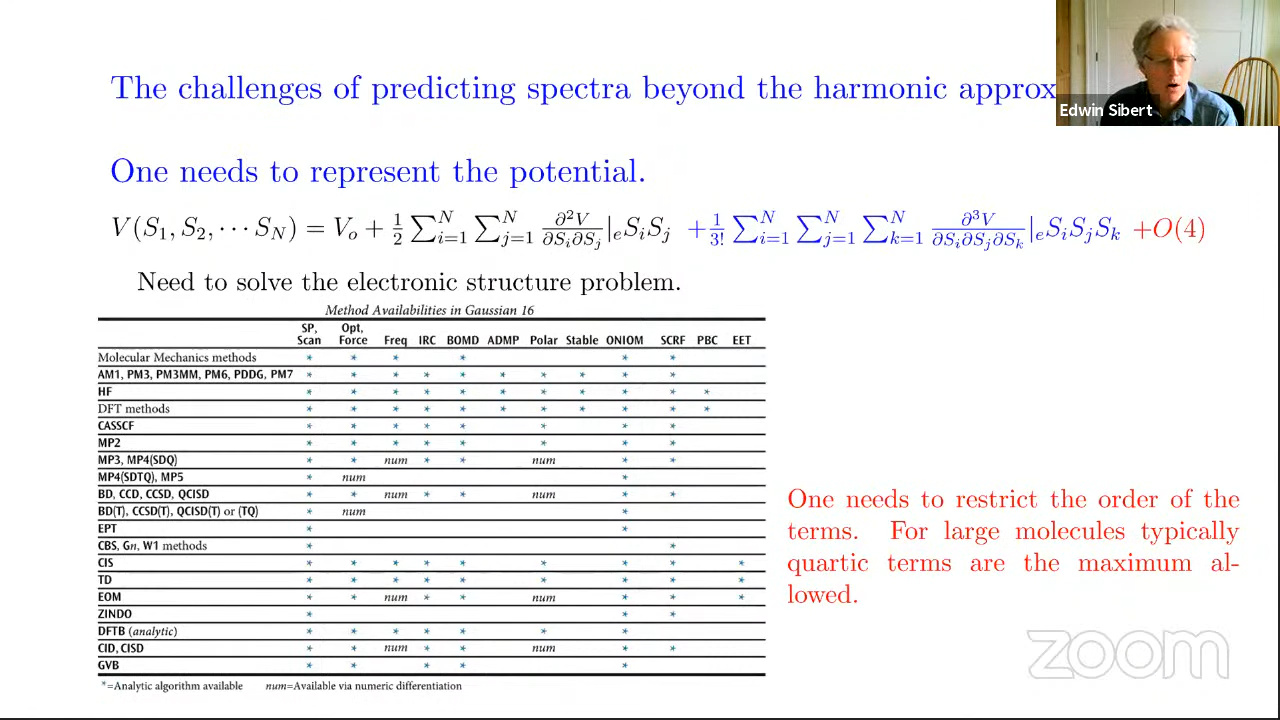 The challenges of predicting spectra beyond the harmonic approx
Edwin Sibert
One needs to represent the potential.
V(S₁, S₂, ⋯ S_N) = V_o + ½ ∑_{i=1}^N ∑_{j=1}^N ∂²V/∂S_i∂S_j |_e S_iS_j + 1/3! ∑_{i=1}^N ∑_{j=1}^N ∑_{k=1}^N ∂³V/∂S_i∂S_j∂S_k |_e S_iS_jS_k +O(4)
Need to solve the electronic structure problem.
Method Availabilities in Gaussian 16
SP, Scan Opt, Force Freq IRC BOMD ADMP Polar Stable ONIOM SCRF PBC EET
Molecular Mechanics methods * * * * * *
AM1, PM3, PM3MM, PM6, PDDG, PM7 * * * * * * * * * *
HF * * * * * * * * * * *
DFT methods * * * * * * * * * * *
CASSCF * * * * * * * *
MP2 * * * * * * * *
MP3, MP4(SDQ) * * num * * num * *
MP4(SDTQ), MP5 * num *
BD, CCD, CCSD, QCISD * * num * * num * *
BD(T), CCSD(T), QCISD(T) or (TQ) * num *
EPT * *
CBS, Gn, W1 methods * *
CIS * * * * * * * * *
TD * * * * * * * * *
EOM * * num * * num * * *
ZINDO * * *
DFTB (analytic) * * * * * * *
CID, CISD * * num * * num * *
GVB * * * * *
*=Analytic algorithm available num=Available via numeric differentiation
One needs to restrict the order of the
terms. For large molecules typically
quartic terms are the maximum al-
lowed.
zoom